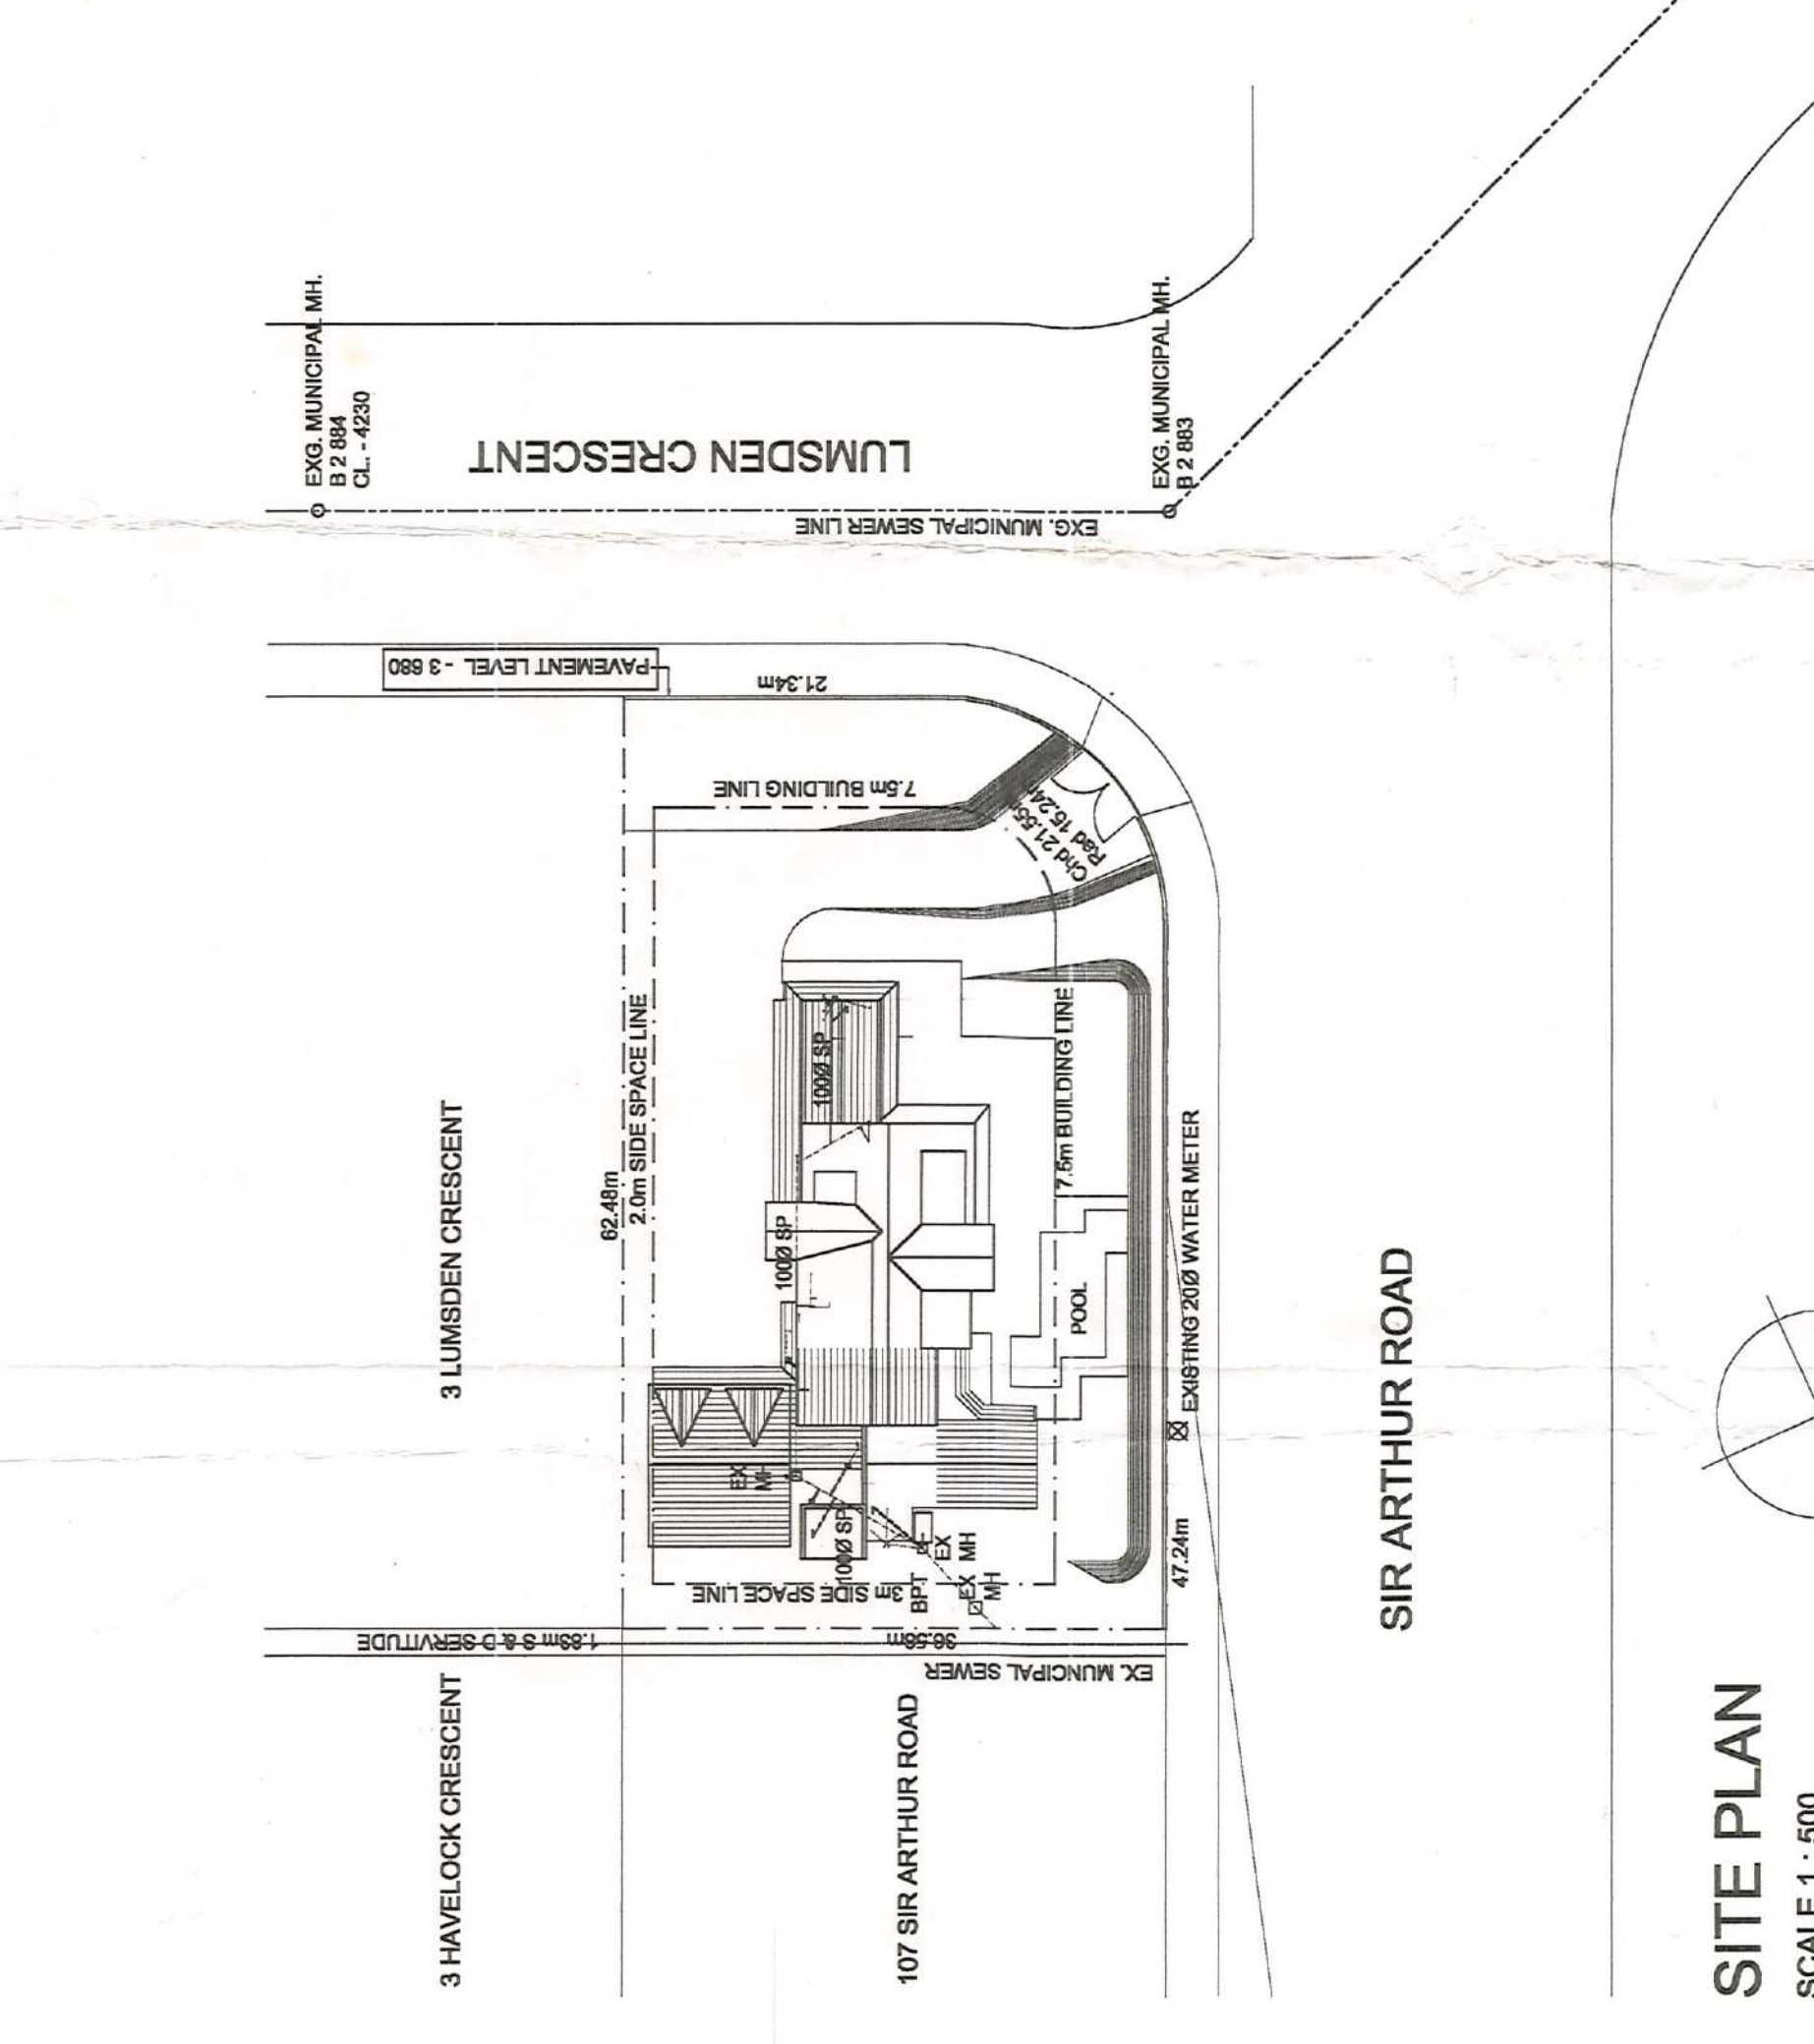 EXG. MUNICIPAL MH.
B 2 884
CL. - 4230
LUMSDEN CRESCENT
EXG. MUNICIPAL SEWER LINE
EXG. MUNICIPAL MH.
B 2 883
PAVEMENT LEVEL - 3 680
21.34m
7.5m BUILDING LINE
Chd 21.55m
Rad 15.24m
3 LUMSDEN CRESCENT
62.48m
2.0m SIDE SPACE LINE
100Ø SP
100Ø SP
7.5m BUILDING LINE
POOL
EXISTING 20Ø WATER METER
EX
MH
100Ø SP
EX
MH
BPT
EX
MH
3m SIDE SPACE LINE
47.24m
1.83m S & D SERVITUDE
36.58m
EX. MUNCIPAL SEWER
3 HAVELOCK CRESCENT
107 SIR ARTHUR ROAD
SIR ARTHUR ROAD
SITE PLAN
SCALE 1 : 500